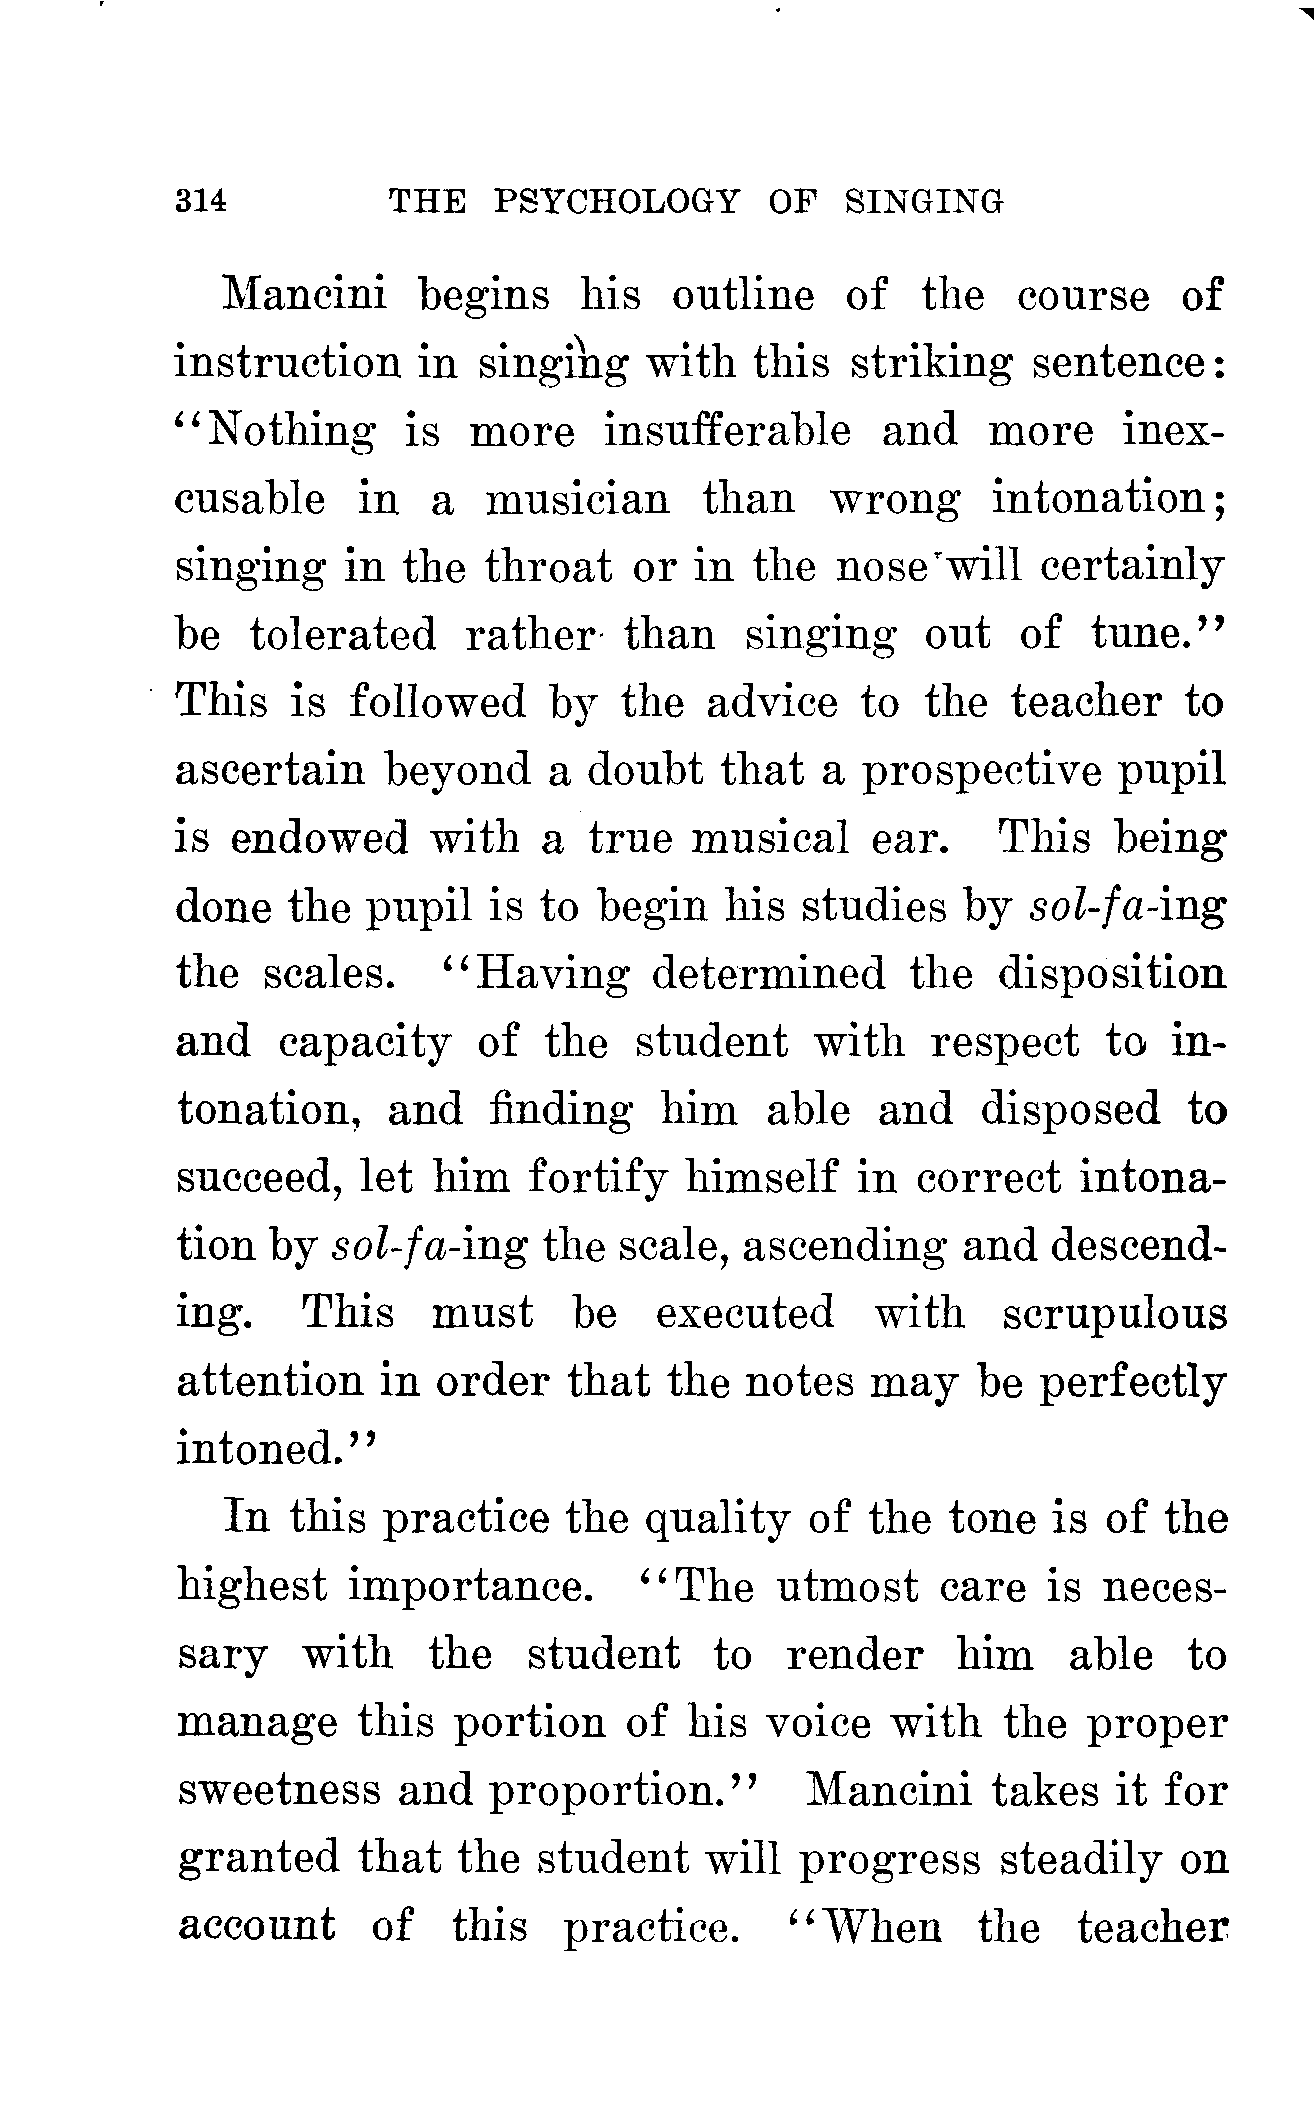 314 THE PSYCHOLOGY OF SINGING
Mancini begins his outline of the course of
instruction in singing with this striking sentence:
"Nothing is more insufferable and more inex-
cusable in a musician than wrong intonation;
singing in the throat or in the nose will certainly
be tolerated rather than singing out of tune."
This is followed by the advice to the teacher to
ascertain beyond a doubt that a prospective pupil
is endowed with a true musical ear. This being
done the pupil is to begin his studies by sol-fa-ing
the scales. "Having determined the disposition
and capacity of the student with respect to in-
tonation, and finding him able and disposed to
succeed, let him fortify himself in correct intona-
tion by sol-fa-ing the scale, ascending and descend-
ing. This must be executed with scrupulous
attention in order that the notes may be perfectly
intoned."
In this practice the quality of the tone is of the
highest importance. "The utmost care is neces-
sary with the student to render him able to
manage this portion of his voice with the proper
sweetness and proportion." Mancini takes it for
granted that the student will progress steadily on
account of this practice. "When the teacher